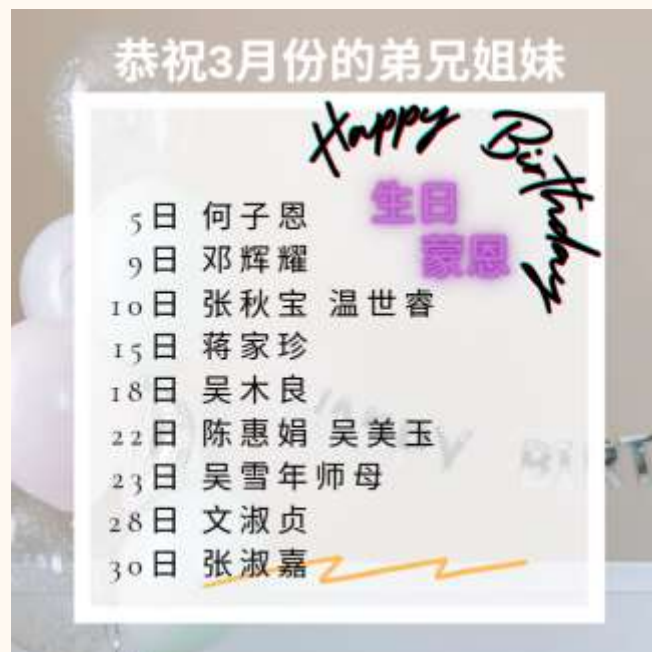 恭祝3月份的弟兄姐妹
Happy Birthday
生日
蒙恩
5日 何子恩
9日 邓辉耀
10日 张秋宝 温世睿
15日 蒋家珍
18日 吴木良
22日 陈惠娟 吴美玉
23日 吴雪年师母
28日 文淑贞
30日 张淑嘉